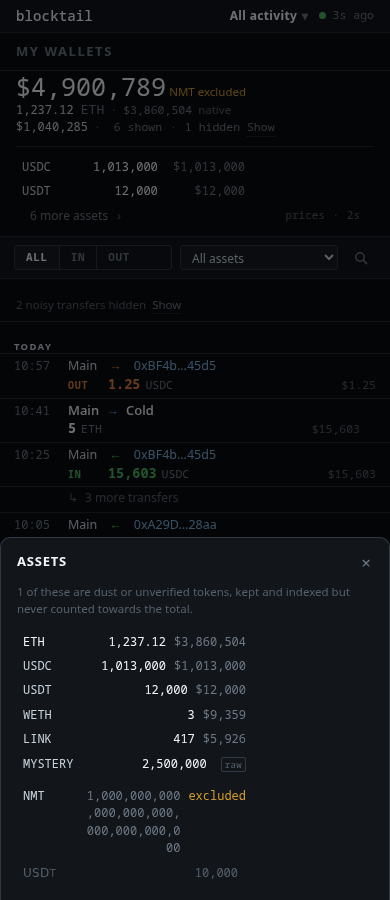 blocktail All activity ▾ 3s ago
MY WALLETS
$4,900,789 NMT excluded
1,237.12 ETH · $3,860,504 native
$1,040,285 · 6 shown · 1 hidden Show
USDC 1,013,000 $1,013,000
USDT 12,000 $12,000
6 more assets › prices · 2s
ALL IN OUT All assets
2 noisy transfers hidden Show
TODAY
10:57 Main → 0xBF4b…45d5
OUT 1.25 USDC $1.25
10:41 Main → Cold
5 ETH $15,603
10:25 Main ← 0xBF4b…45d5
IN 15,603 USDC $15,603
↳ 3 more transfers
10:05 Main ← 0xA29D…28aa
ASSETS ×
1 of these are dust or unverified tokens, kept and indexed but
never counted towards the total.
ETH 1,237.12 $3,860,504
USDC 1,013,000 $1,013,000
USDT 12,000 $12,000
WETH 3 $9,359
LINK 417 $5,926
MYSTERY 2,500,000 raw
NMT 1,000,000,000 excluded
,000,000,000,
000,000,000,0
00
USDT 10,000